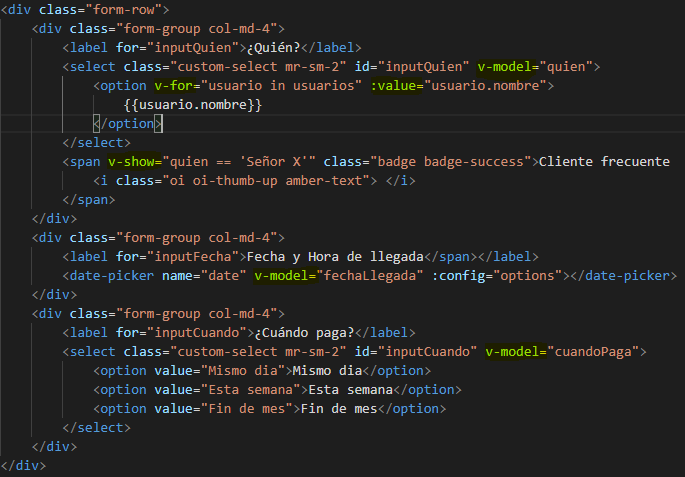 <div class="form-row">
    <div class="form-group col-md-4">
        <label for="inputQuien">¿Quién?</label>
        <select class="custom-select mr-sm-2" id="inputQuien" v-model="quien">
            <option v-for="usuario in usuarios" :value="usuario.nombre">
                {{usuario.nombre}}
            </option>
        </select>
        <span v-show="quien == 'Señor X'" class="badge badge-success">Cliente frecuente
            <i class="oi oi-thumb-up amber-text"> </i>
        </span>
    </div>
    <div class="form-group col-md-4">
        <label for="inputFecha">Fecha y Hora de llegada</span></label>
        <date-picker name="date" v-model="fechaLlegada" :config="options"></date-picker>
    </div>
    <div class="form-group col-md-4">
        <label for="inputCuando">¿Cuándo paga?</label>
        <select class="custom-select mr-sm-2" id="inputCuando" v-model="cuandoPaga">
            <option value="Mismo dia">Mismo dia</option>
            <option value="Esta semana">Esta semana</option>
            <option value="Fin de mes">Fin de mes</option>
        </select>
    </div>
</div>